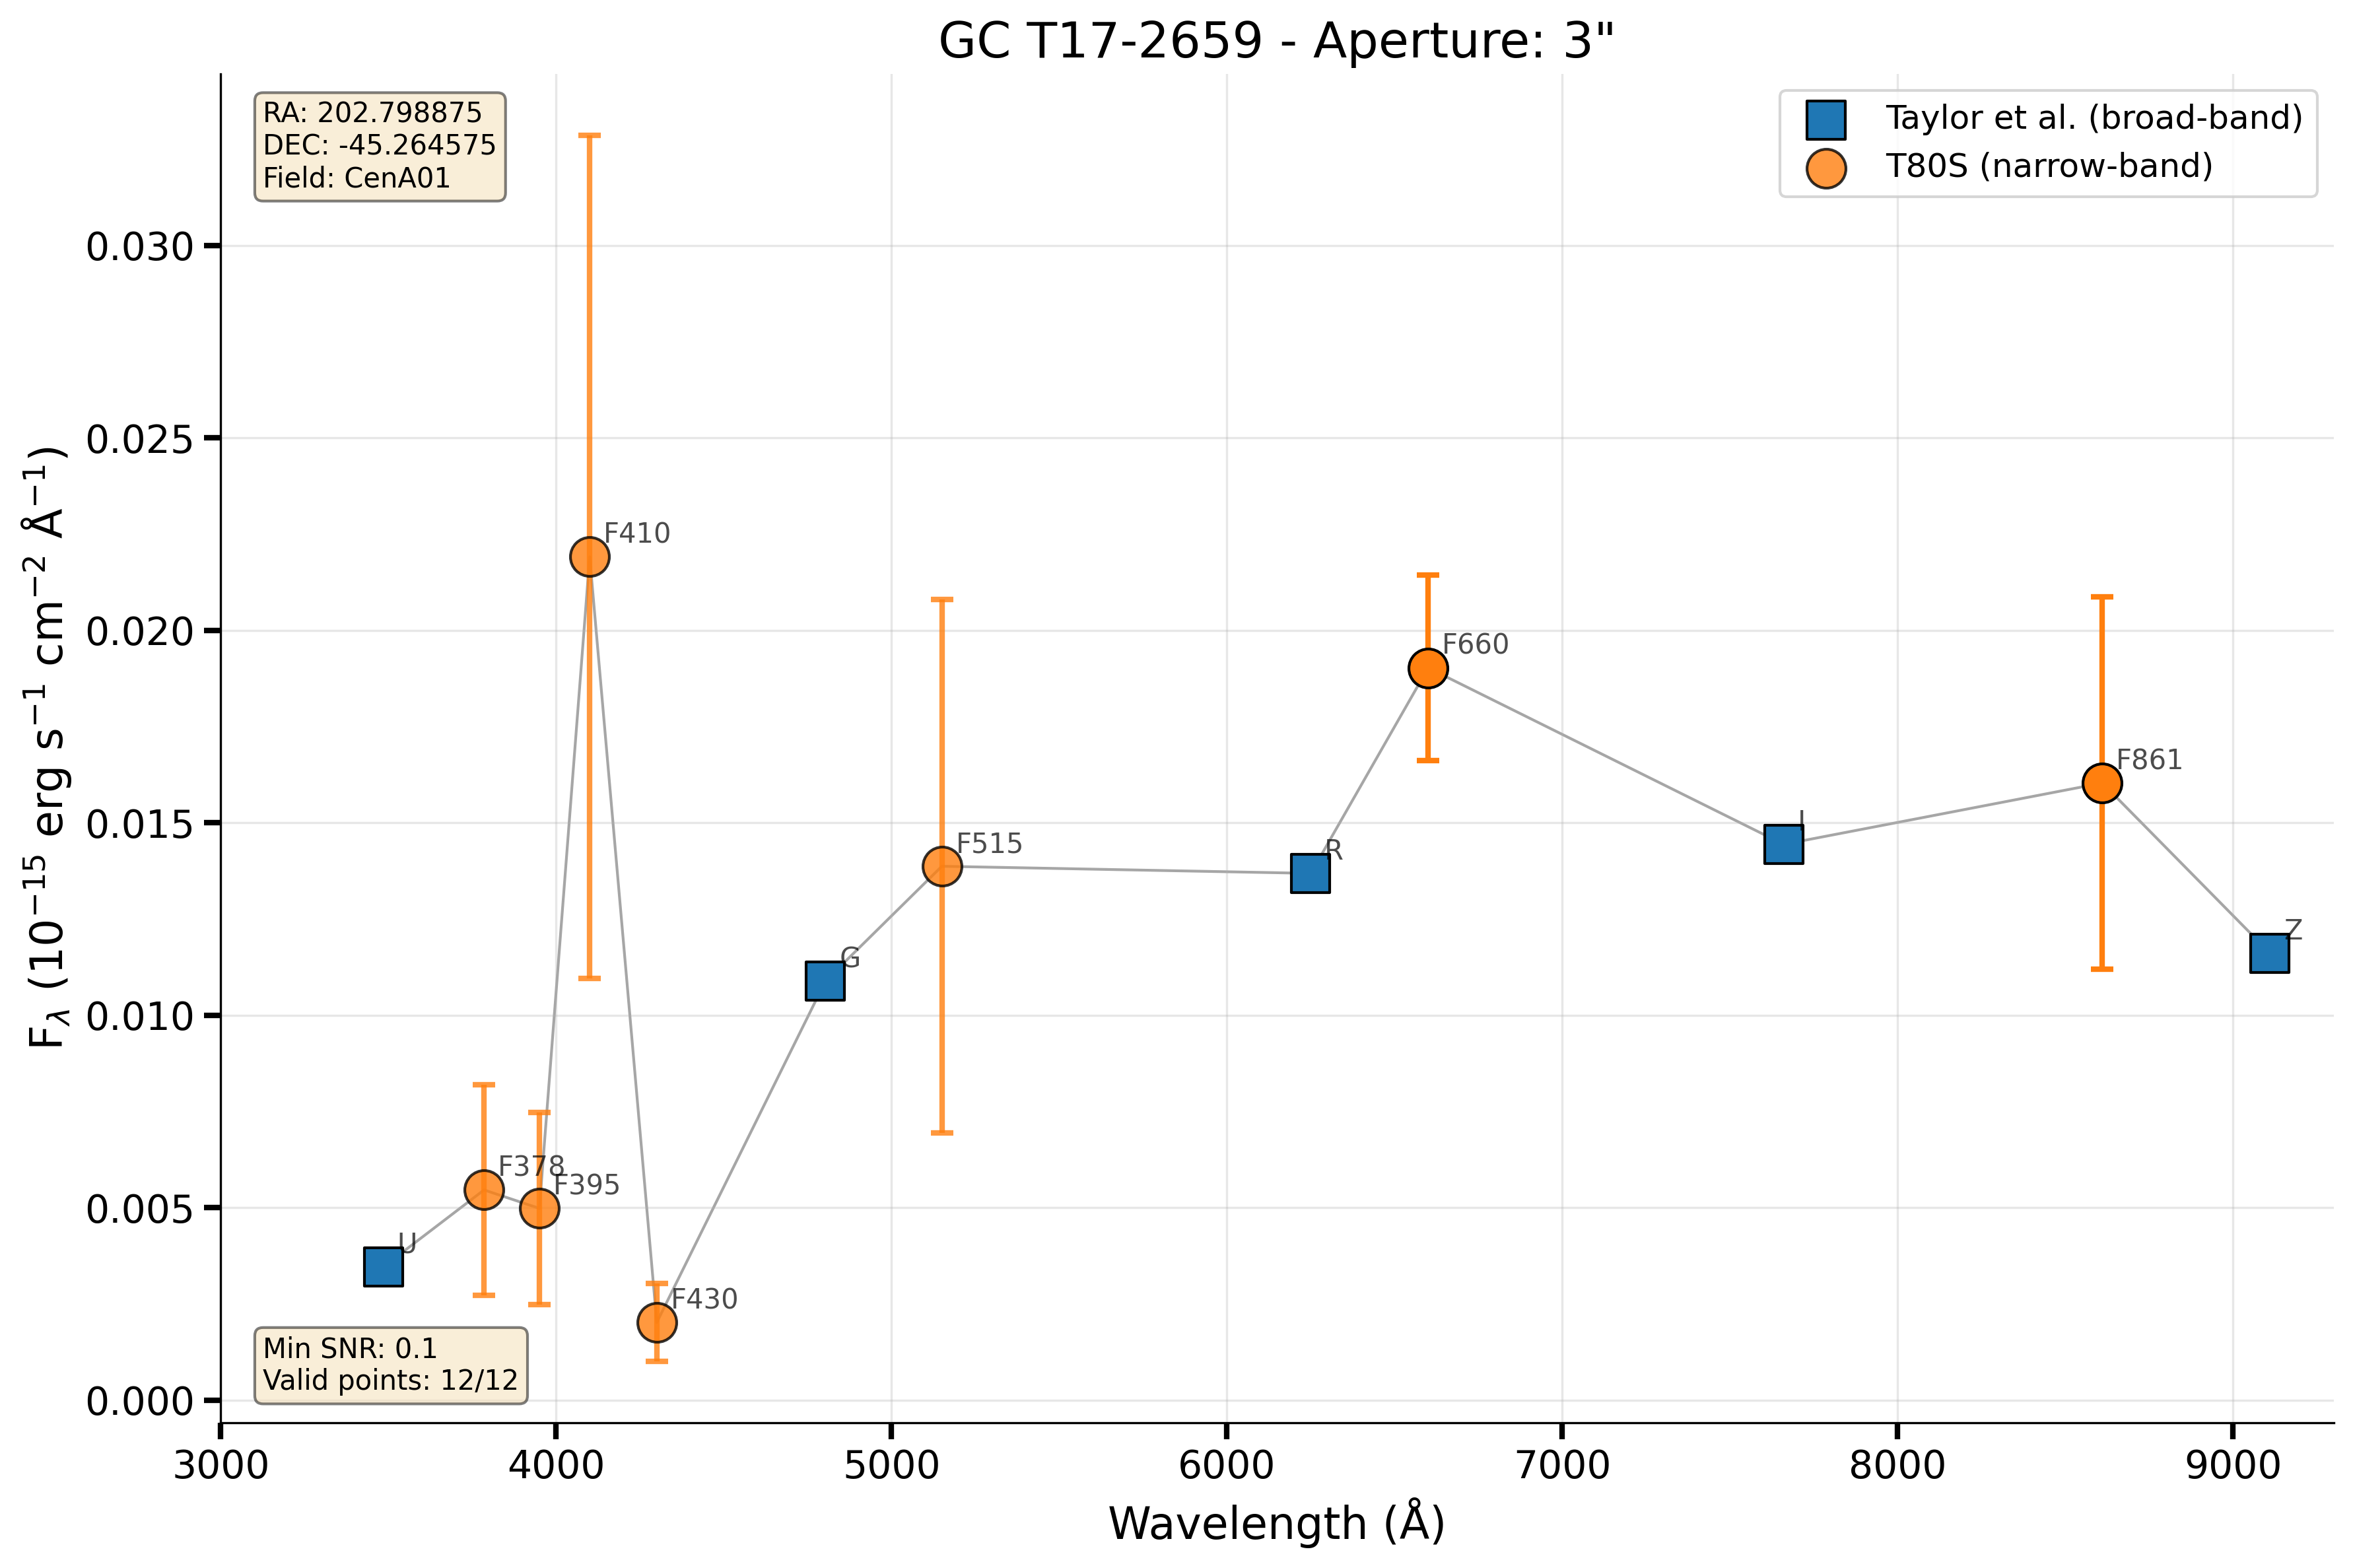 GC T17-2659 - Aperture: 3"
RA: 202.798875
DEC: -45.264575
Field: CenA01
Taylor et al. (broad-band)
T80S (narrow-band)
F410
F660
F861
F515
I
R
G
Z
F378
F395
U
F430
Min SNR: 0.1
Valid points: 12/12
0.030
0.025
0.020
0.015
0.010
0.005
0.000
F$_{λ}$ (10$^{−15}$ erg s$^{−1}$ cm$^{−2}$ Å$^{−1}$)
3000 4000 5000 6000 7000 8000 9000
Wavelength (Å)